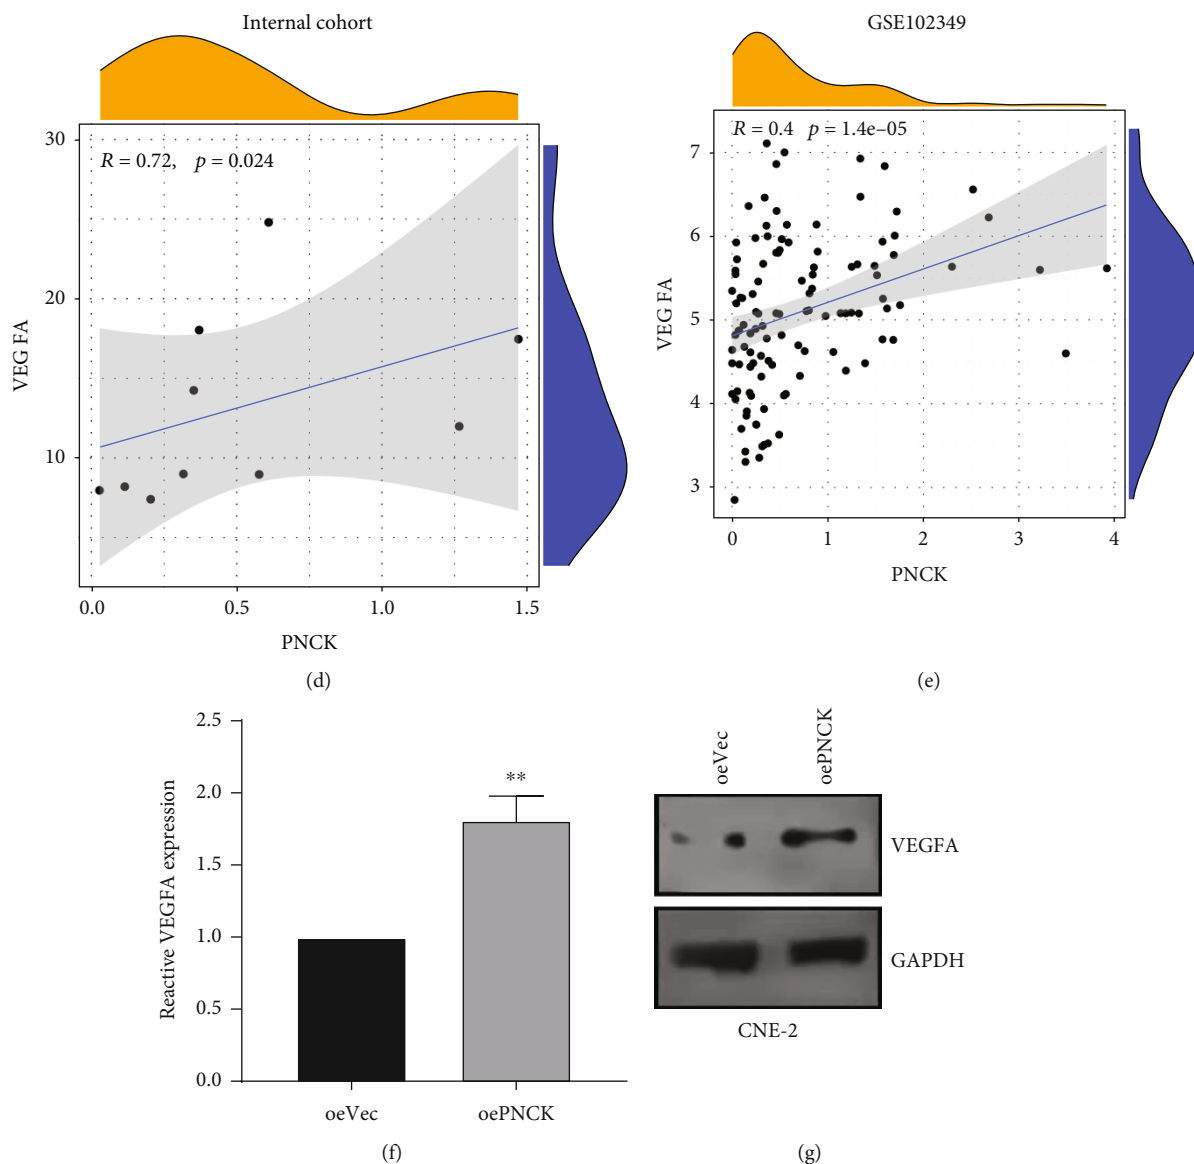 Internal cohort
30
20
10
VEG FA
R = 0.72, p = 0.024
0.0 0.5 1.0 1.5
PNCK
(d)
GSE102349
7
6
5
4
3
VEG FA
R = 0.4 p = 1.4e–05
0 1 2 3 4
PNCK
(e)
2.5
2.0
1.5
1.0
0.5
0.0
Reactive VEGFA expression
**
oeVec oePNCK
(f)
oeVec oePNCK
VEGFA
GAPDH
CNE-2
(g)